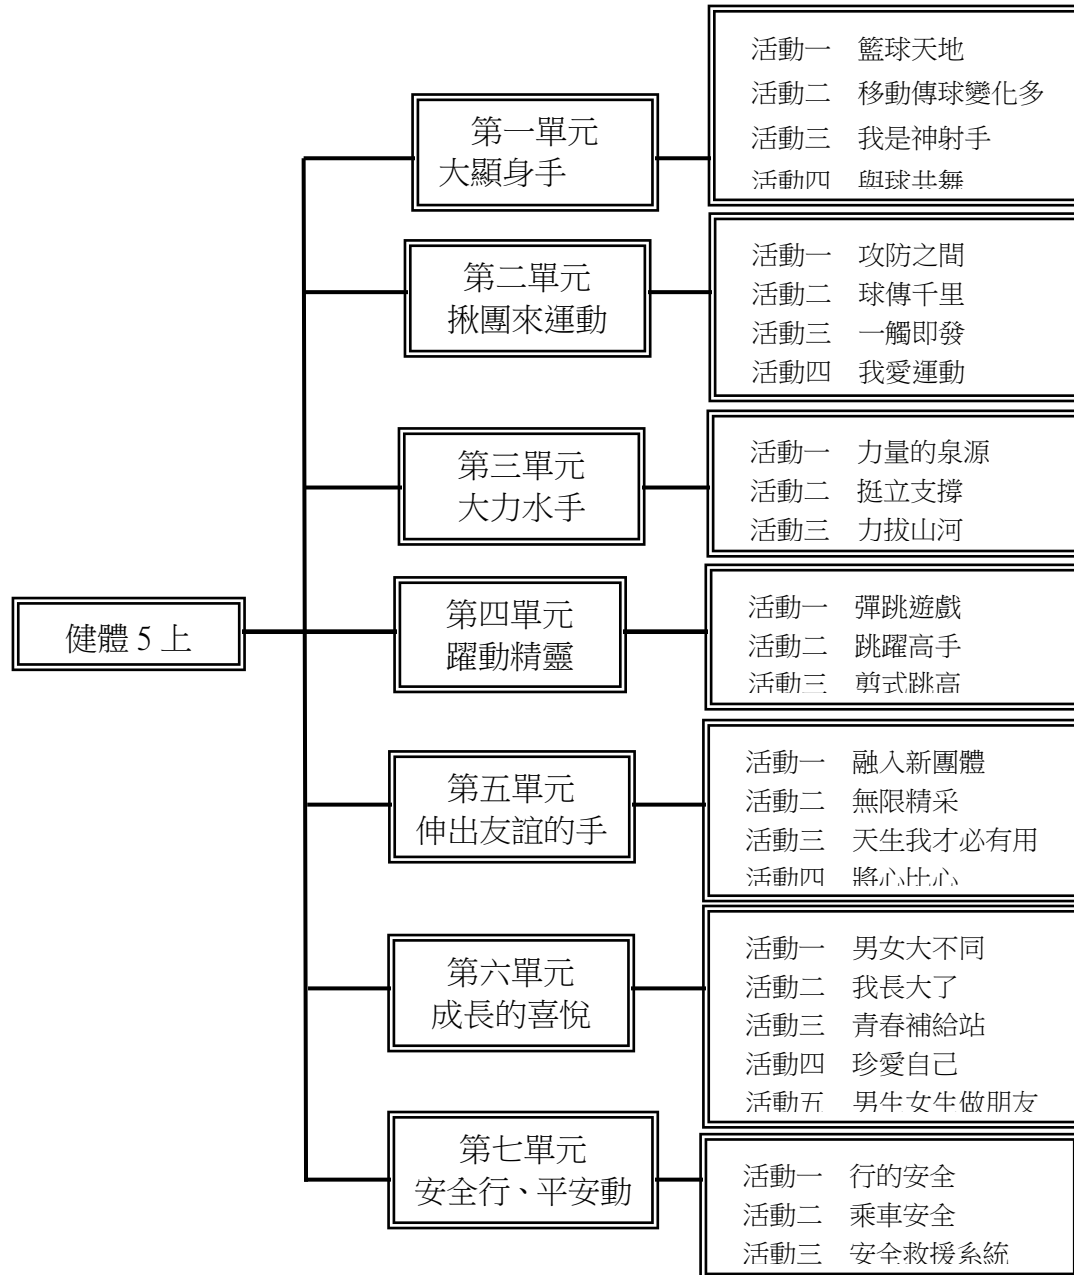 健體 5 上
第一單元
大顯身手
活動一　籃球天地
活動二　移動傳球變化多
活動三　我是神射手
活動四　與球共舞
第二單元
揪團來運動
活動一　攻防之間
活動二　球傳千里
活動三　一觸即發
活動四　我愛運動
第三單元
大力水手
活動一　力量的泉源
活動二　挺立支撐
活動三　力拔山河
第四單元
躍動精靈
活動一　彈跳遊戲
活動二　跳躍高手
活動三　剪式跳高
第五單元
伸出友誼的手
活動一　融入新團體
活動二　無限精采
活動三　天生我才必有用
活動四　將心比心
第六單元
成長的喜悅
活動一　男女大不同
活動二　我長大了
活動三　青春補給站
活動四　珍愛自己
活動五　男生女生做朋友
第七單元
安全行、平安動
活動一　行的安全
活動二　乘車安全
活動三　安全救援系統